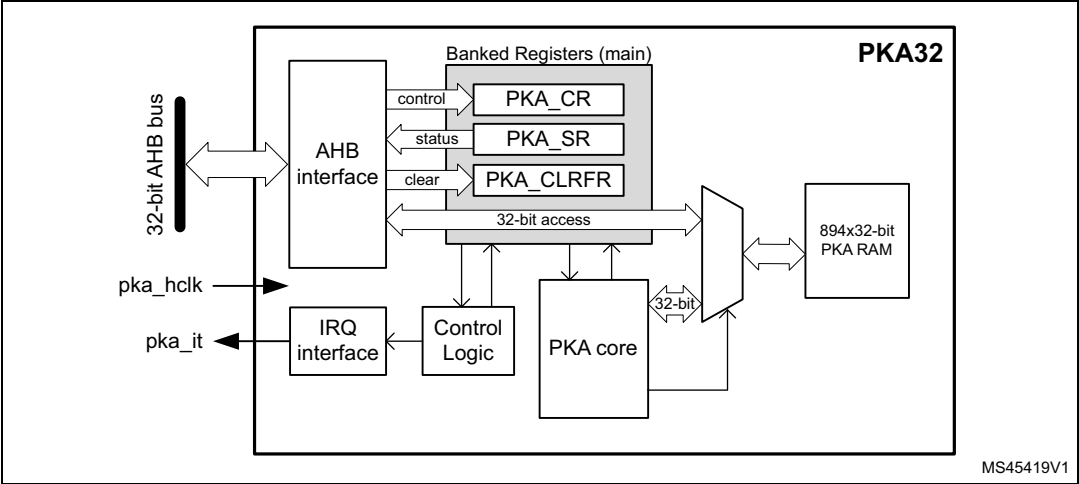 PKA32
Banked Registers (main)
control
PKA_CR
status
PKA_SR
clear
PKA_CLRFR
AHB
interface
32-bit AHB bus
32-bit access
894x32-bit
PKA RAM
pka_hclk
32-bit
pka_it
IRQ
interface
Control
Logic
PKA core
MS45419V1